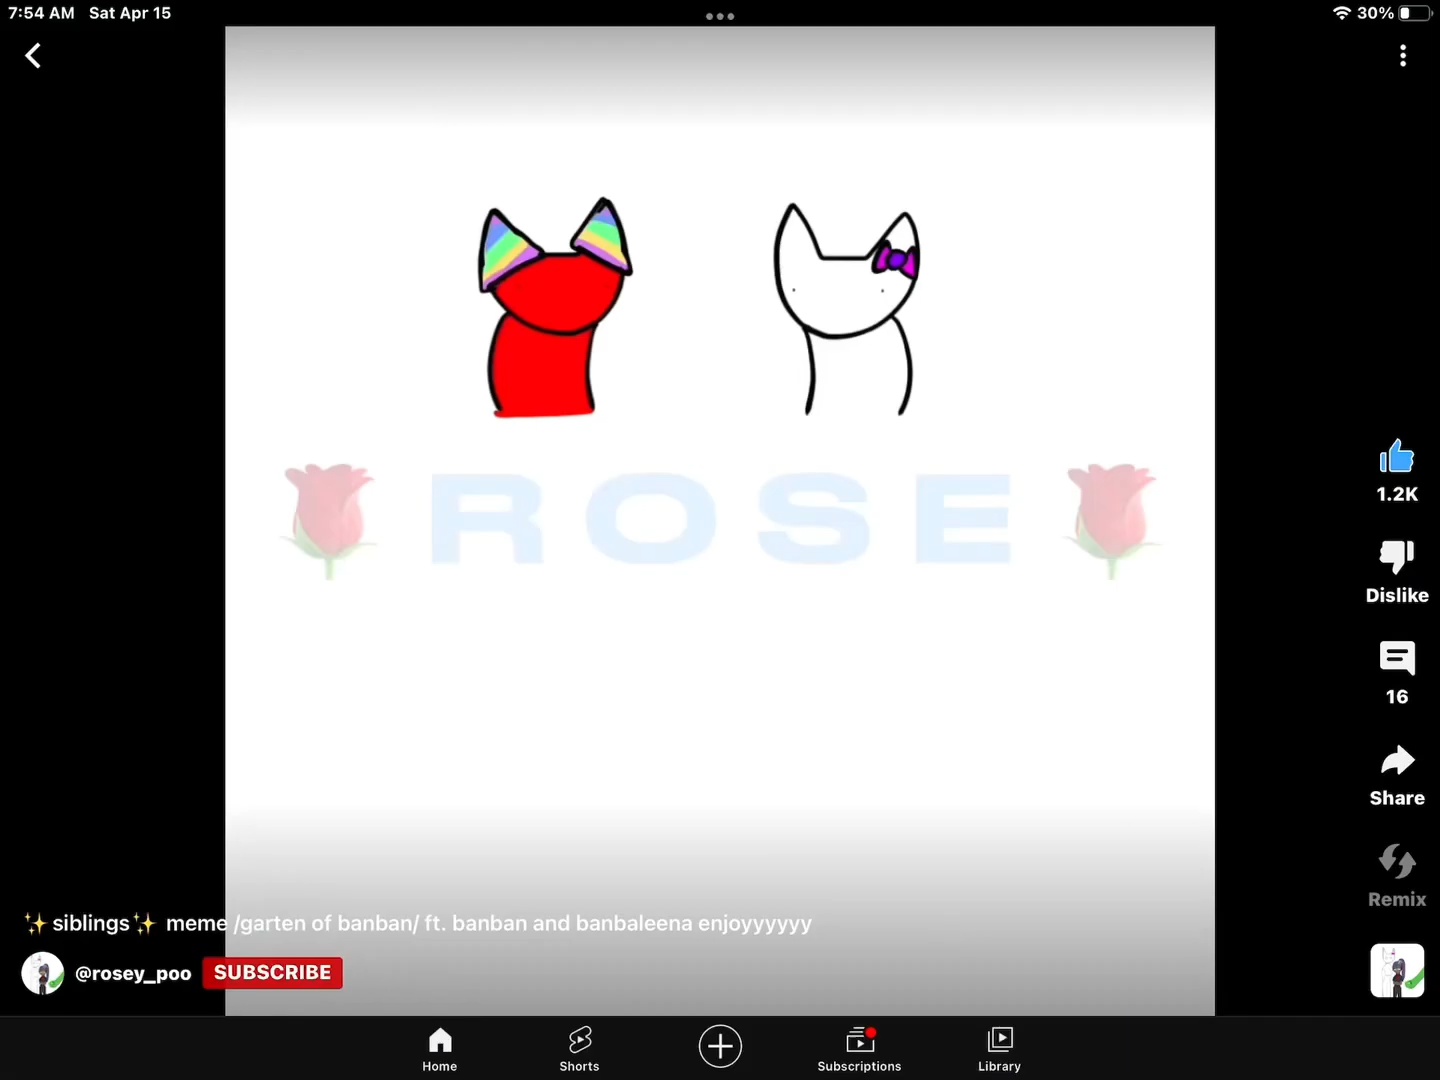 7:54 AM Sat Apr 15
30%
ROSE
1.2K
Dislike
16
Share
Remix
✨siblings✨ meme /garten of banban/ ft. banban and banbaleena enjoyyyyyy
@rosey_poo SUBSCRIBE
Home Shorts Subscriptions Library